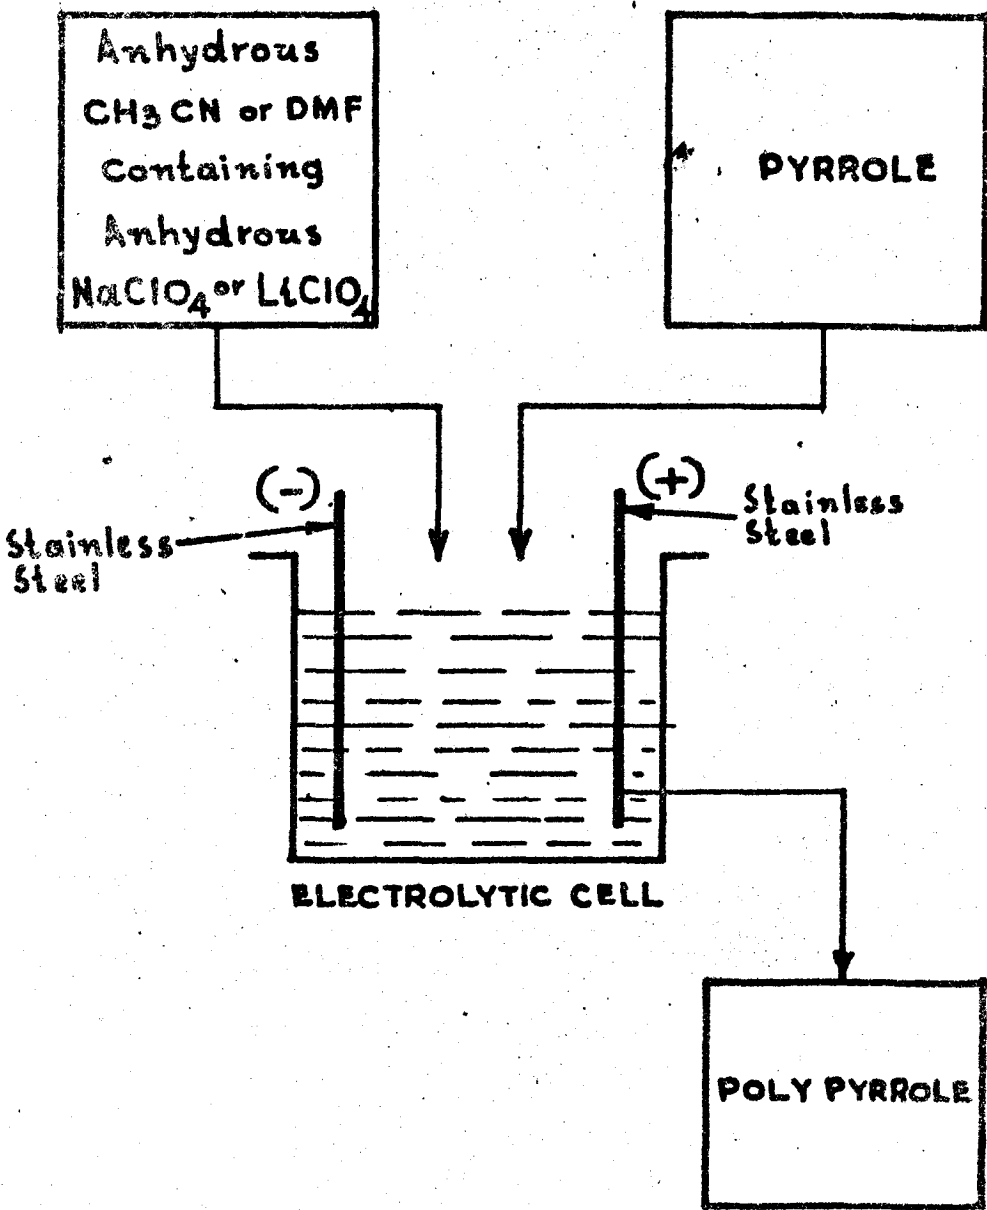 Anhydrous
CH3 CN or DMF
Containing
Anhydrous
NaClO4 or LiClO4
PYRROLE
(-)
(+)
Stainless
Steel
Stainless
Steel
ELECTROLYTIC CELL
POLY PYRROLE